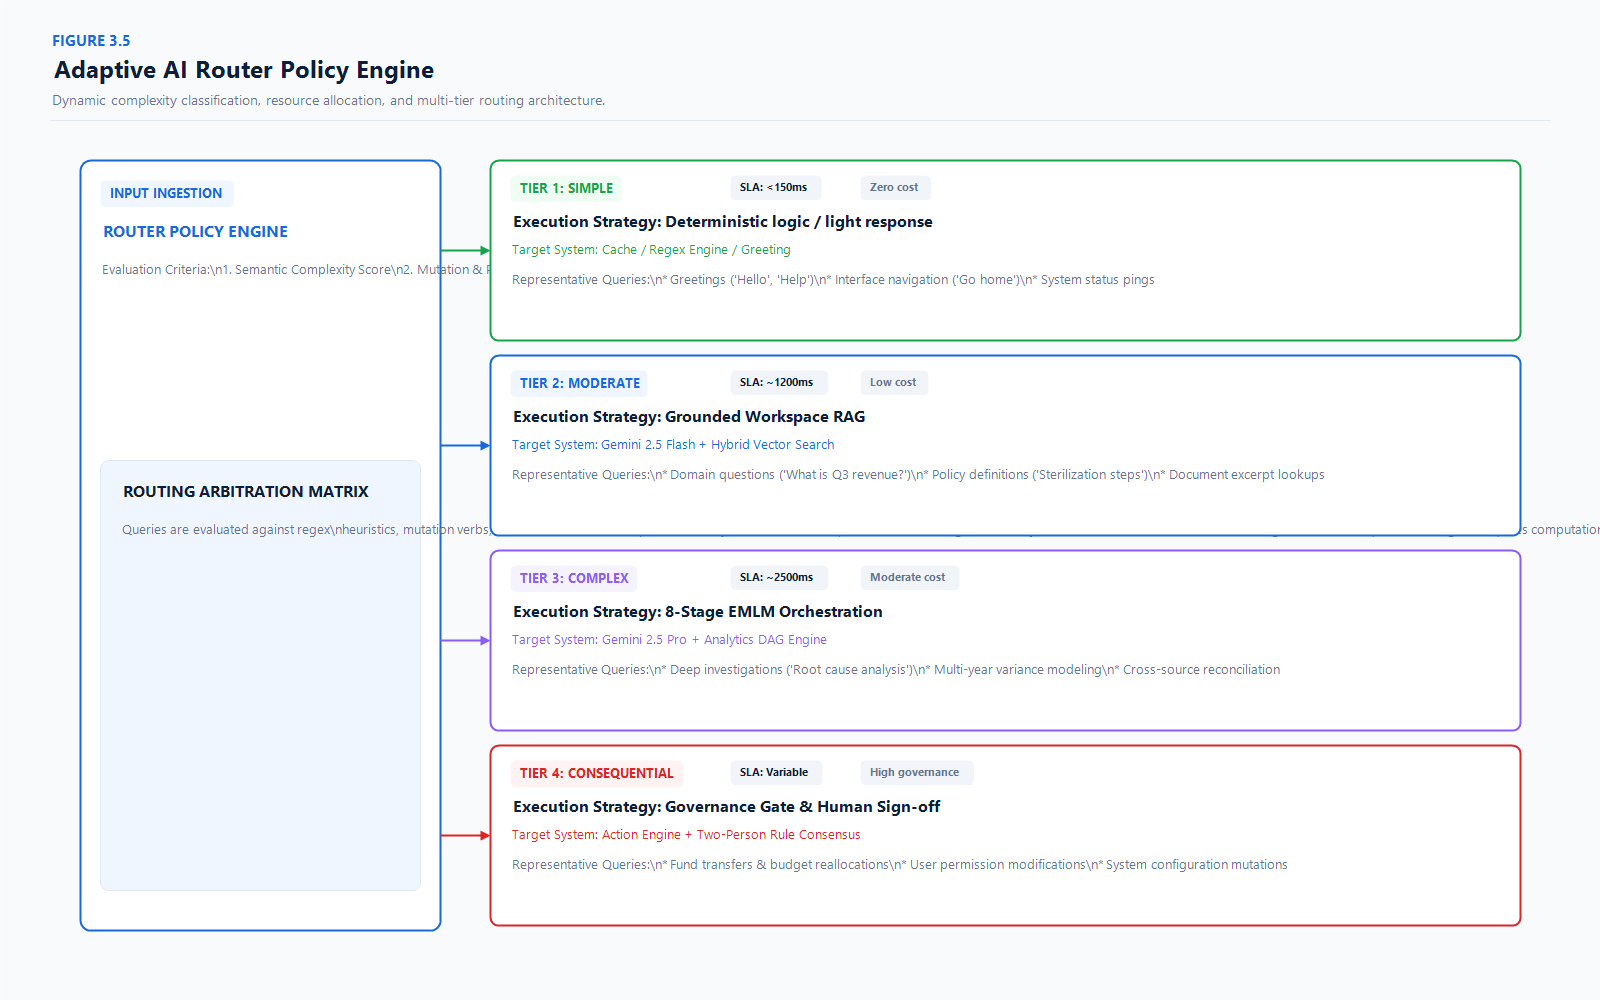 FIGURE 3.5
Adaptive AI Router Policy Engine
Dynamic complexity classification, resource allocation, and multi-tier routing architecture.
INPUT INGESTION
ROUTER POLICY ENGINE
Evaluation Criteria:\n1. Semantic Complexity Score\n2. Mutation &
ROUTING ARBITRATION MATRIX
Queries are evaluated against regex\nheuristics, mutation verbs,
computation
TIER 1: SIMPLE
SLA: <150ms
Zero cost
Execution Strategy: Deterministic logic / light response
Target System: Cache / Regex Engine / Greeting
Representative Queries:\n* Greetings ('Hello', 'Help')\n* Interface navigation ('Go home')\n* System status pings
TIER 2: MODERATE
SLA: ~1200ms
Low cost
Execution Strategy: Grounded Workspace RAG
Target System: Gemini 2.5 Flash + Hybrid Vector Search
Representative Queries:\n* Domain questions ('What is Q3 revenue?')\n* Policy definitions ('Sterilization steps')\n* Document excerpt lookups
TIER 3: COMPLEX
SLA: ~2500ms
Moderate cost
Execution Strategy: 8-Stage EMLM Orchestration
Target System: Gemini 2.5 Pro + Analytics DAG Engine
Representative Queries:\n* Deep investigations ('Root cause analysis')\n* Multi-year variance modeling\n* Cross-source reconciliation
TIER 4: CONSEQUENTIAL
SLA: Variable
High governance
Execution Strategy: Governance Gate & Human Sign-off
Target System: Action Engine + Two-Person Rule Consensus
Representative Queries:\n* Fund transfers & budget reallocations\n* User permission modifications\n* System configuration mutations